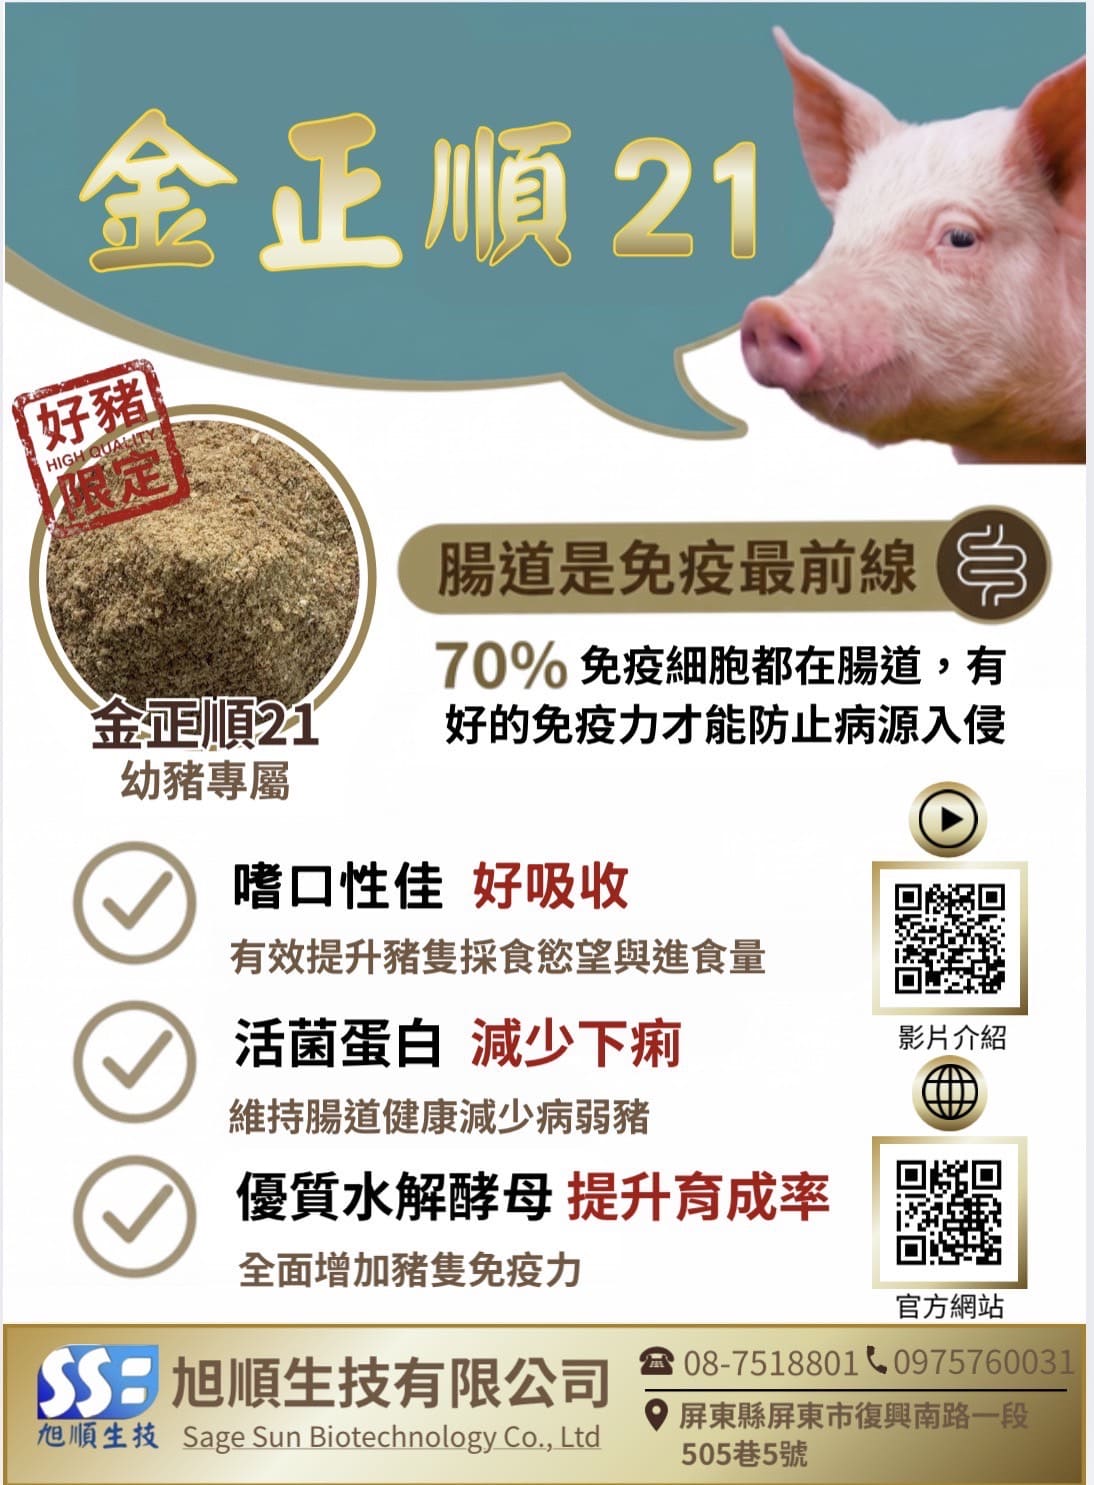 金正順21
好豬
HIGH QUALITY
限定
腸道是免疫最前線
70%免疫細胞都在腸道，有
好的免疫力才能防止病源入侵
金正順21
幼豬專屬
嗜口性佳 好吸收
有效提升豬隻採食慾望與進食量
活菌蛋白 減少下痢
維持腸道健康減少病弱豬
優質水解酵母 提升育成率
全面增加豬隻免疫力
影片介紹
官方網站
SSB
旭順生技
旭順生技有限公司
Sage Sun Biotechnology Co., Ltd
08-7518801 0975760031
屏東縣屏東市復興南路一段
505巷5號